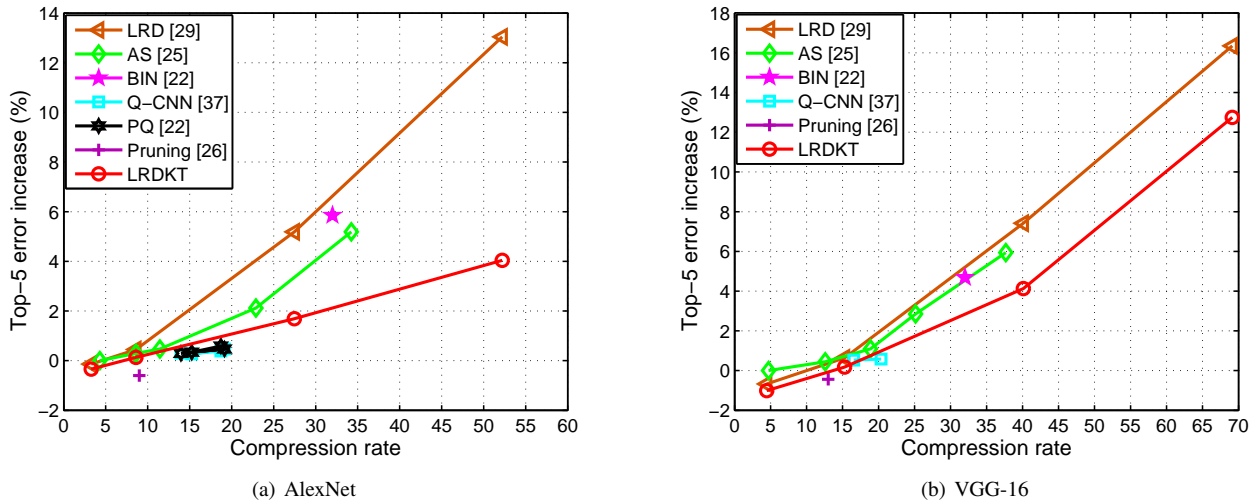 LRD [29]
AS [25]
BIN [22]
Q−CNN [37]
PQ [22]
Pruning [26]
LRDKT
Top−5 error increase (%)
14
12
10
8
6
4
2
0
−2
0 5 10 15 20 25 30 35 40 45 50 55 60
Compression rate
(a) AlexNet
LRD [29]
AS [25]
BIN [22]
Q−CNN [37]
Pruning [26]
LRDKT
Top−5 error increase (%)
18
16
14
12
10
8
6
4
2
0
−2
0 5 10 15 20 25 30 35 40 45 50 55 60 65 70
Compression rate
(b) VGG-16